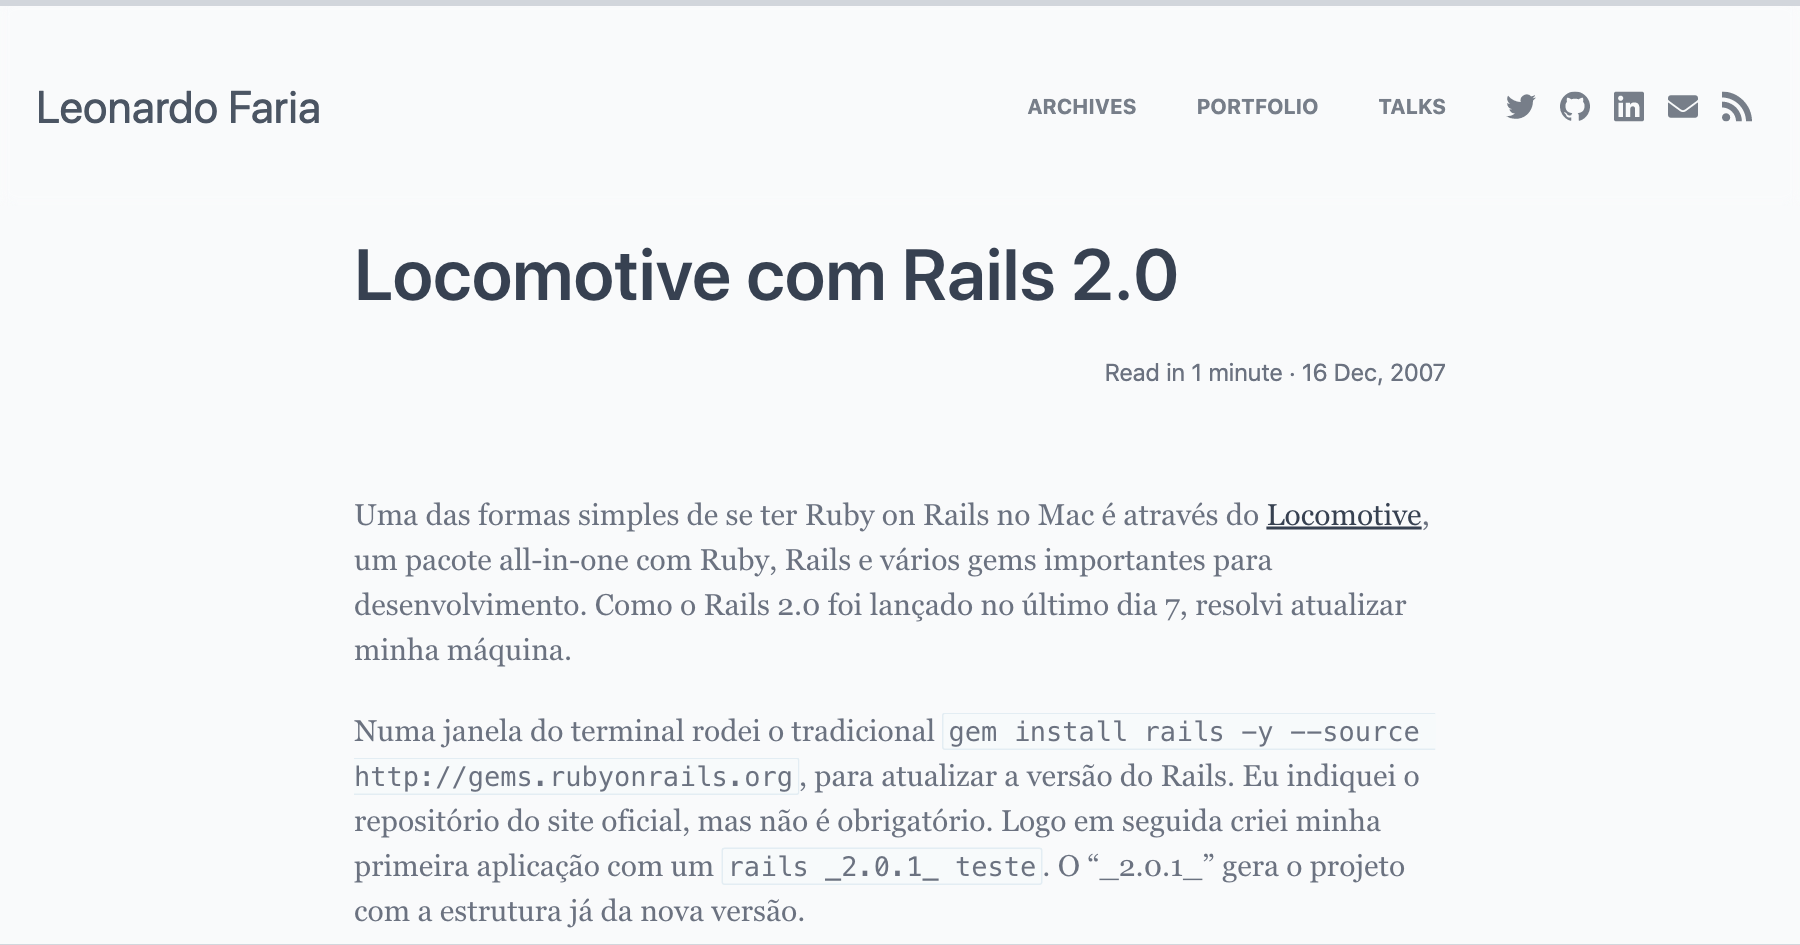 Leonardo Faria
ARCHIVES PORTFOLIO TALKS
Locomotive com Rails 2.0
Read in 1 minute · 16 Dec, 2007
Uma das formas simples de se ter Ruby on Rails no Mac é através do Locomotive,
um pacote all-in-one com Ruby, Rails e vários gems importantes para
desenvolvimento. Como o Rails 2.0 foi lançado no último dia 7, resolvi atualizar
minha máquina.
Numa janela do terminal rodei o tradicional gem install rails -y --source
http://gems.rubyonrails.org, para atualizar a versão do Rails. Eu indiquei o
repositório do site oficial, mas não é obrigatório. Logo em seguida criei minha
primeira aplicação com um rails _2.0.1_ teste. O “_2.0.1_” gera o projeto
com a estrutura já da nova versão.